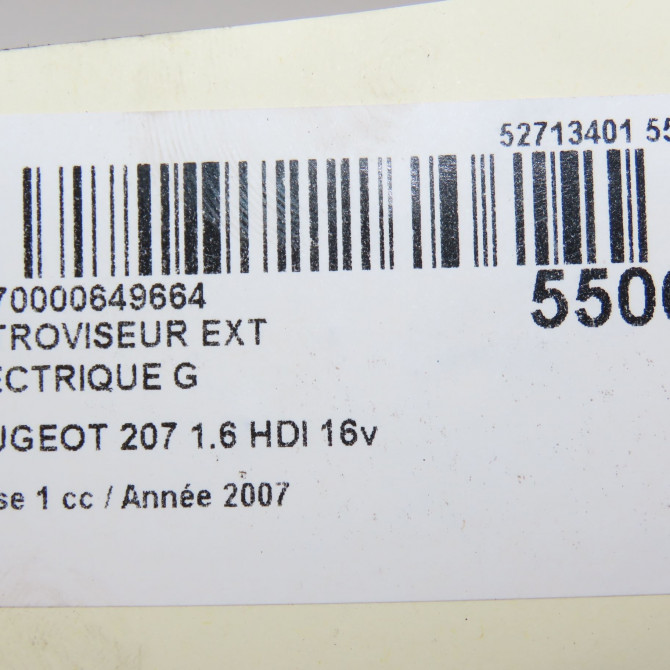 52713401 55
70000649664
5500
TROVISEUR EXT
ECTRIQUE G
UGEOT 207 1.6 HDI 16v
se 1 cc / Année 2007